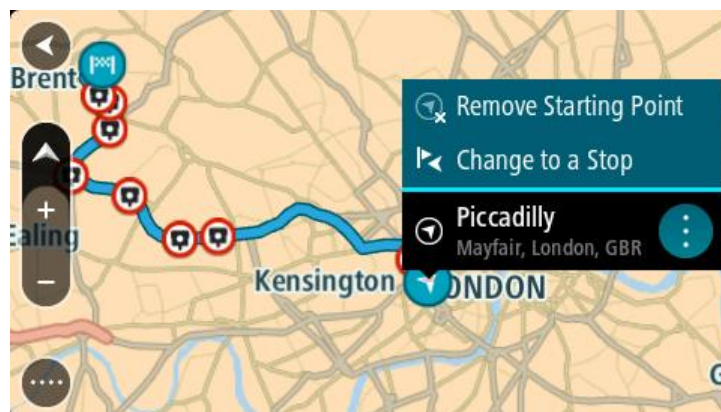 Brent
Remove Starting Point
Change to a Stop
Piccadilly
Mayfair, London, GBR
Ealing
Kensington
ONDON
G